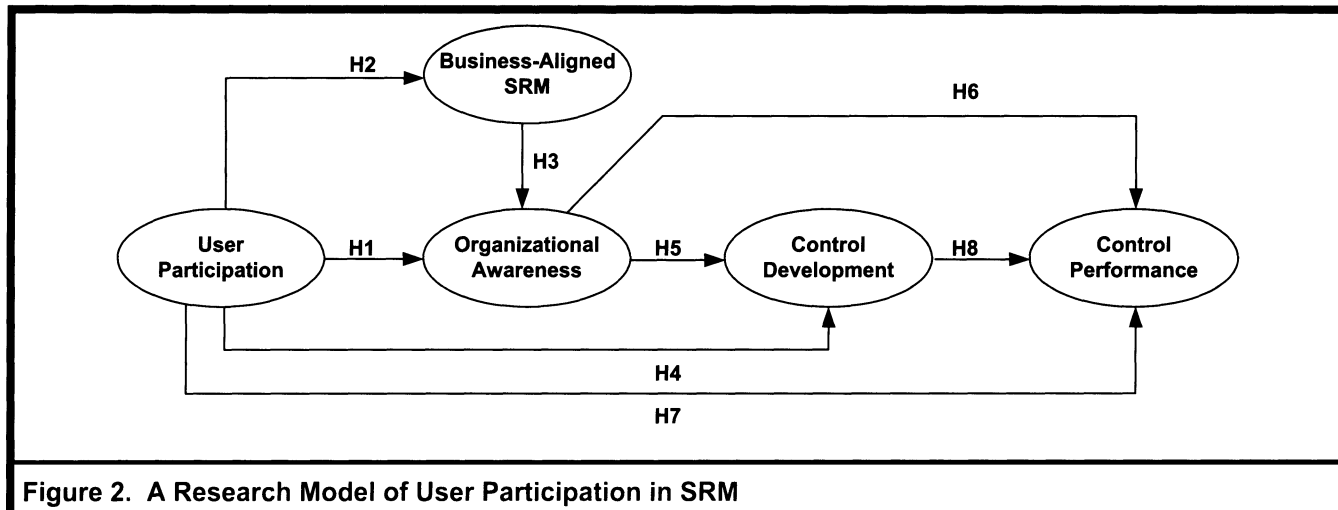 H2
Business-Aligned
SRM
H6
H3
User
Participation
H1
Organizational
Awareness
H5
Control
Development
H8
Control
Performance
H4
H7
Figure 2. A Research Model of User Participation in SRM